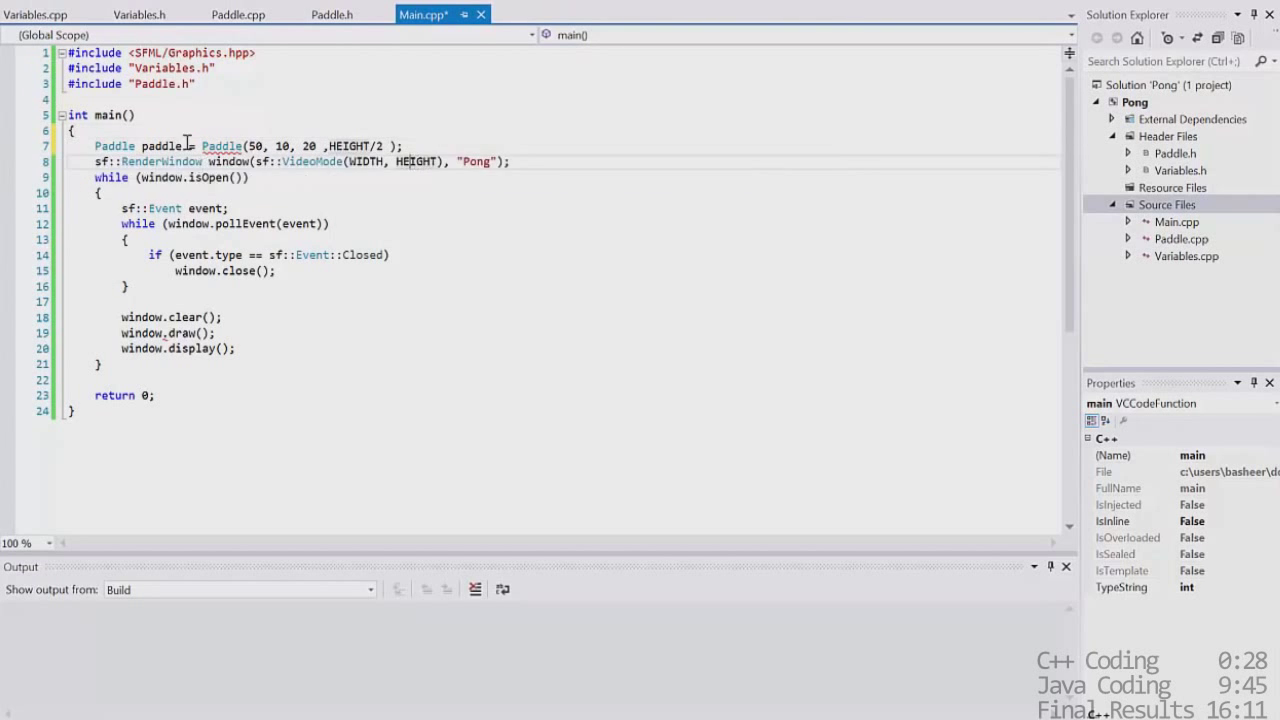 Variables.cpp Variables.h Paddle.cpp Paddle.h Main.cpp*
(Global Scope) main()
1 #include <SFML/Graphics.hpp>
2 #include "Variables.h"
3 #include "Paddle.h"
4
5 int main()
6 {
7 Paddle paddle = Paddle(50, 10, 20 ,HEIGHT/2 );
8 sf::RenderWindow window(sf::VideoMode(WIDTH, HEIGHT), "Pong");
9 while (window.isOpen())
10 {
11 sf::Event event;
12 while (window.pollEvent(event))
13 {
14 if (event.type == sf::Event::Closed)
15 window.close();
16 }
17
18 window.clear();
19 window.draw();
20 window.display();
21 }
22
23 return 0;
24 }
100 %
Output
Show output from: Build
Solution Explorer
Search Solution Explorer (Ctrl+;)
Solution 'Pong' (1 project)
Pong
External Dependencies
Header Files
Paddle.h
Variables.h
Resource Files
Source Files
Main.cpp
Paddle.cpp
Variables.cpp
Properties
main VCCodeFunction
C++
(Name) main
File c:\users\basheer\do
FullName main
IsInjected False
IsInline False
IsOverloaded False
IsSealed False
IsTemplate False
TypeString int
C++ Coding 0:28
Java Coding 9:45
Final Results 16:11
C++